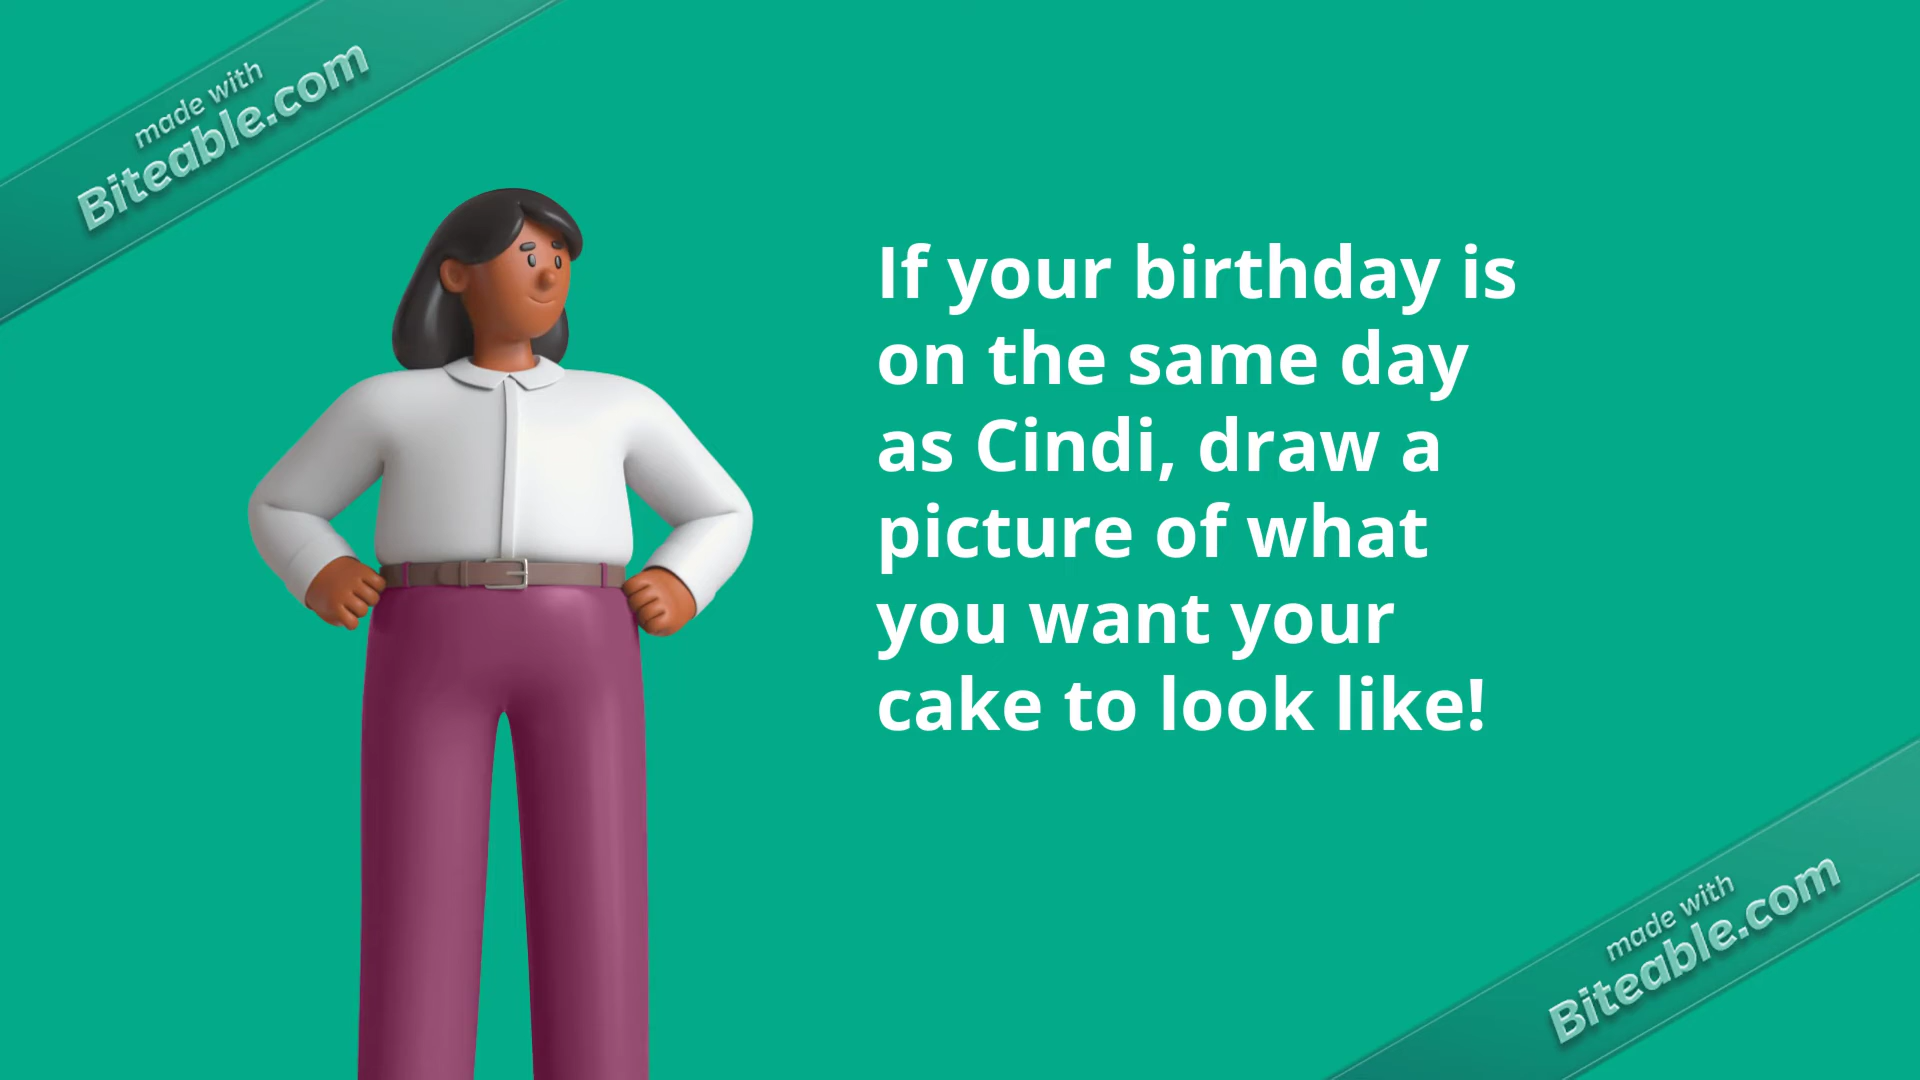 made with
Biteable.com
If your birthday is
on the same day
as Cindi, draw a
picture of what
you want your
cake to look like!
made with
Biteable.com